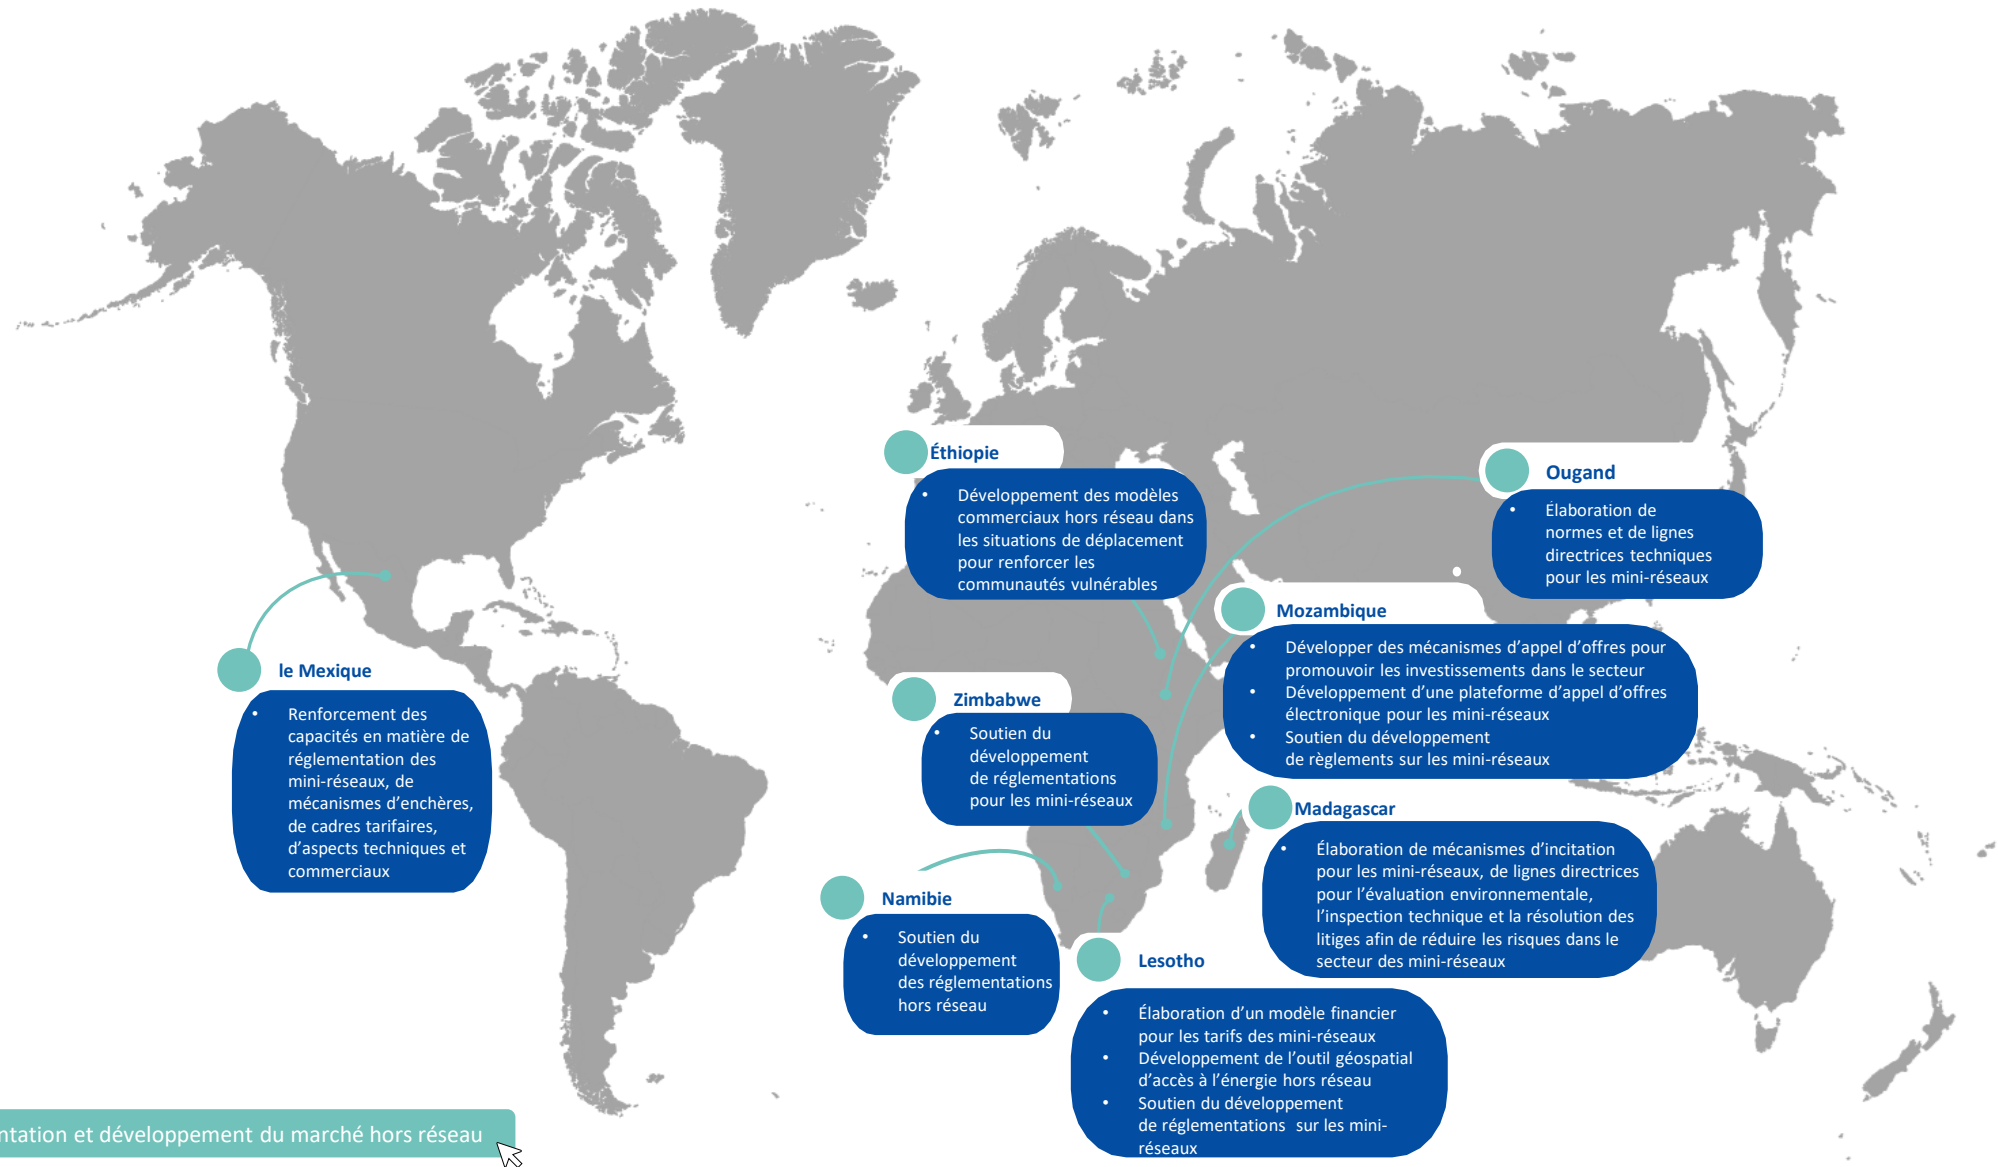 Éthiopie
• Développement des modèles
commerciaux hors réseau dans
les situations de déplacement
pour renforcer les
communautés vulnérables
Ougand
• Élaboration de
normes et de lignes
directrices techniques
pour les mini-réseaux
Mozambique
• Développer des mécanismes d’appel d’offres pour
promouvoir les investissements dans le secteur
• Développement d’une plateforme d’appel d’offres
électronique pour les mini-réseaux
• Soutien du développement
de règlements sur les mini-réseaux
le Mexique
• Renforcement des
capacités en matière de
réglementation des
mini-réseaux, de
mécanismes d’enchères,
de cadres tarifaires,
d’aspects techniques et
commerciaux
Zimbabwe
• Soutien du
développement
de réglementations
pour les mini-réseaux
Madagascar
• Élaboration de mécanismes d’incitation
pour les mini-réseaux, de lignes directrices
pour l’évaluation environnementale,
l’inspection technique et la résolution des
litiges afin de réduire les risques dans le
secteur des mini-réseaux
Namibie
• Soutien du
développement
des réglementations
hors réseau
Lesotho
• Élaboration d’un modèle financier
pour les tarifs des mini-réseaux
• Développement de l’outil géospatial
d’accès à l’énergie hors réseau
• Soutien du développement
de réglementations sur les mini-
réseaux
ntation et développement du marché hors réseau